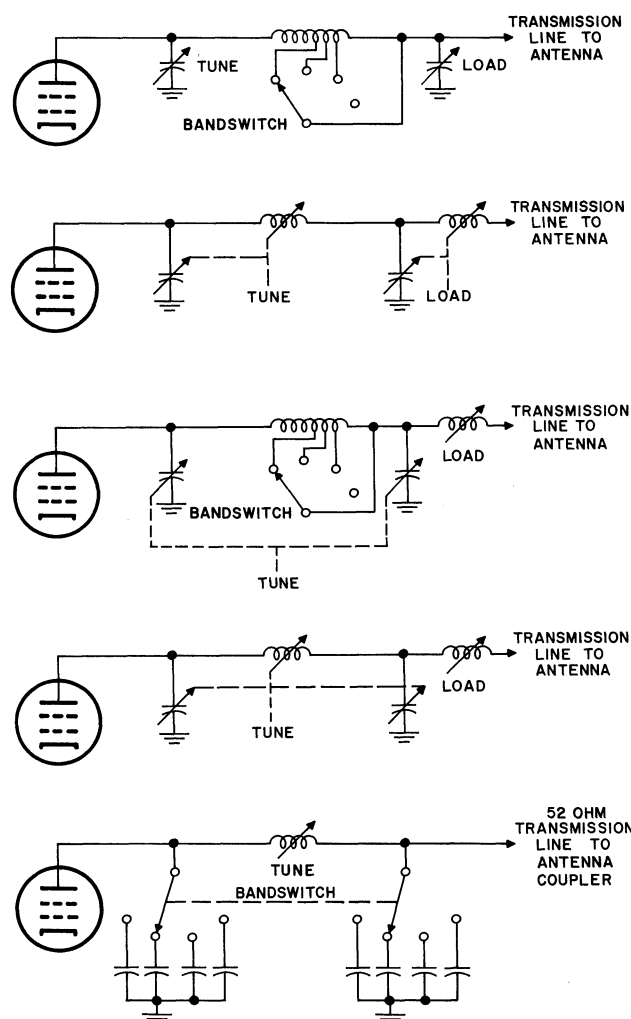 TRANSMISSION
LINE TO
ANTENNA
TUNE
LOAD
BANDSWITCH
TRANSMISSION
LINE TO
ANTENNA
TUNE
LOAD
TRANSMISSION
LINE TO
ANTENNA
LOAD
BANDSWITCH
TUNE
TRANSMISSION
LINE TO
ANTENNA
LOAD
TUNE
52 OHM
TRANSMISSION
LINE TO
ANTENNA
COUPLER
TUNE
BANDSWITCH